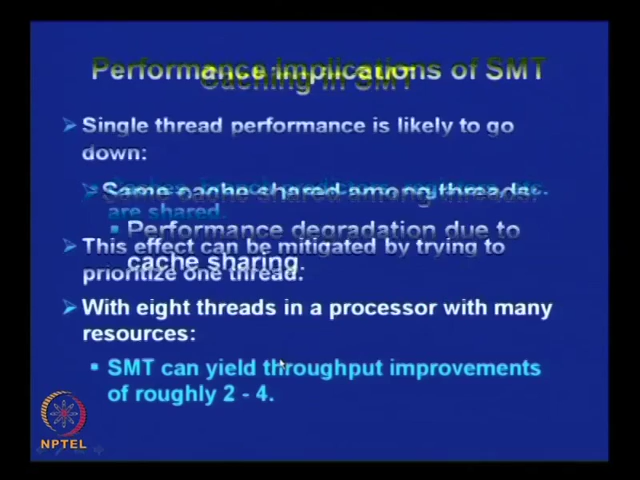 Performance Implications of SMT
Caching in SMT
Single thread performance is likely to go
down:
Same cache shared among threads.
are shared.
Performance degradation due to
cache sharing.
This effect can be mitigated by trying to
prioritize one thread.
With eight threads in a processor with many
resources:
SMT can yield throughput improvements
of roughly 2 - 4.
NPTEL